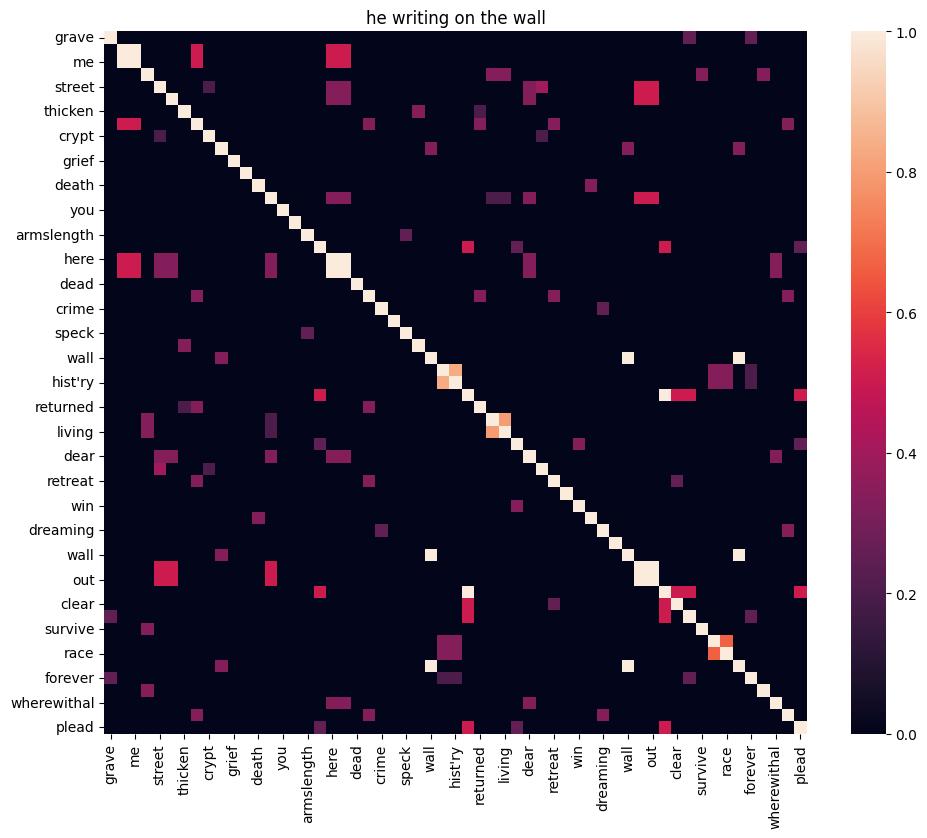 he writing on the wall
grave
me
street
thicken
crypt
grief
death
you
armslength
here
dead
crime
speck
wall
hist'ry
returned
living
dear
retreat
win
dreaming
wall
out
clear
survive
race
forever
wherewithal
plead
1.0
0.8
0.6
0.4
0.2
0.0
grave
me
street
thicken
crypt
grief
death
you
armslength
here
dead
crime
speck
wall
hist'ry
returned
living
dear
retreat
win
dreaming
wall
out
clear
survive
race
forever
wherewithal
plead